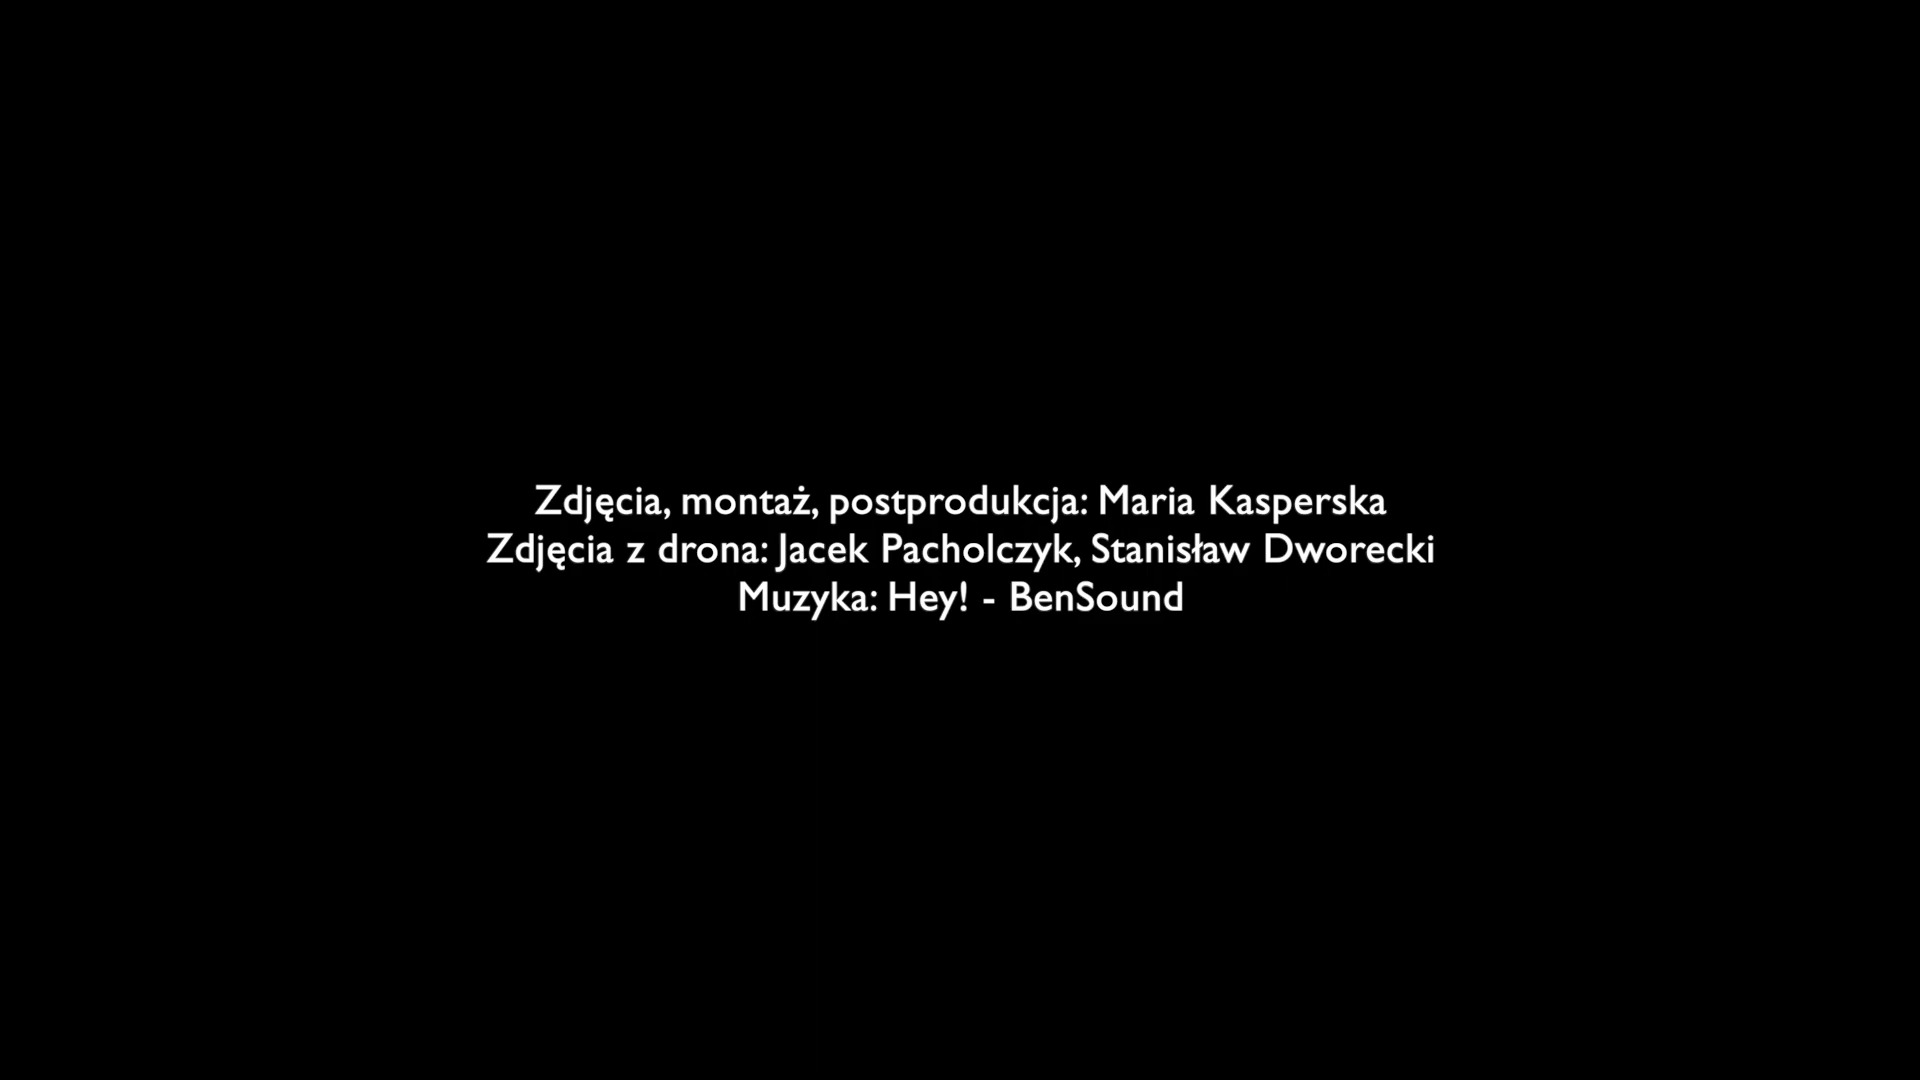 Zdjęcia, montaż, postprodukcja: Maria Kasperska
Zdjęcia z drona: Jacek Pacholczyk, Stanisław Dworecki
Muzyka: Hey! - BenSound